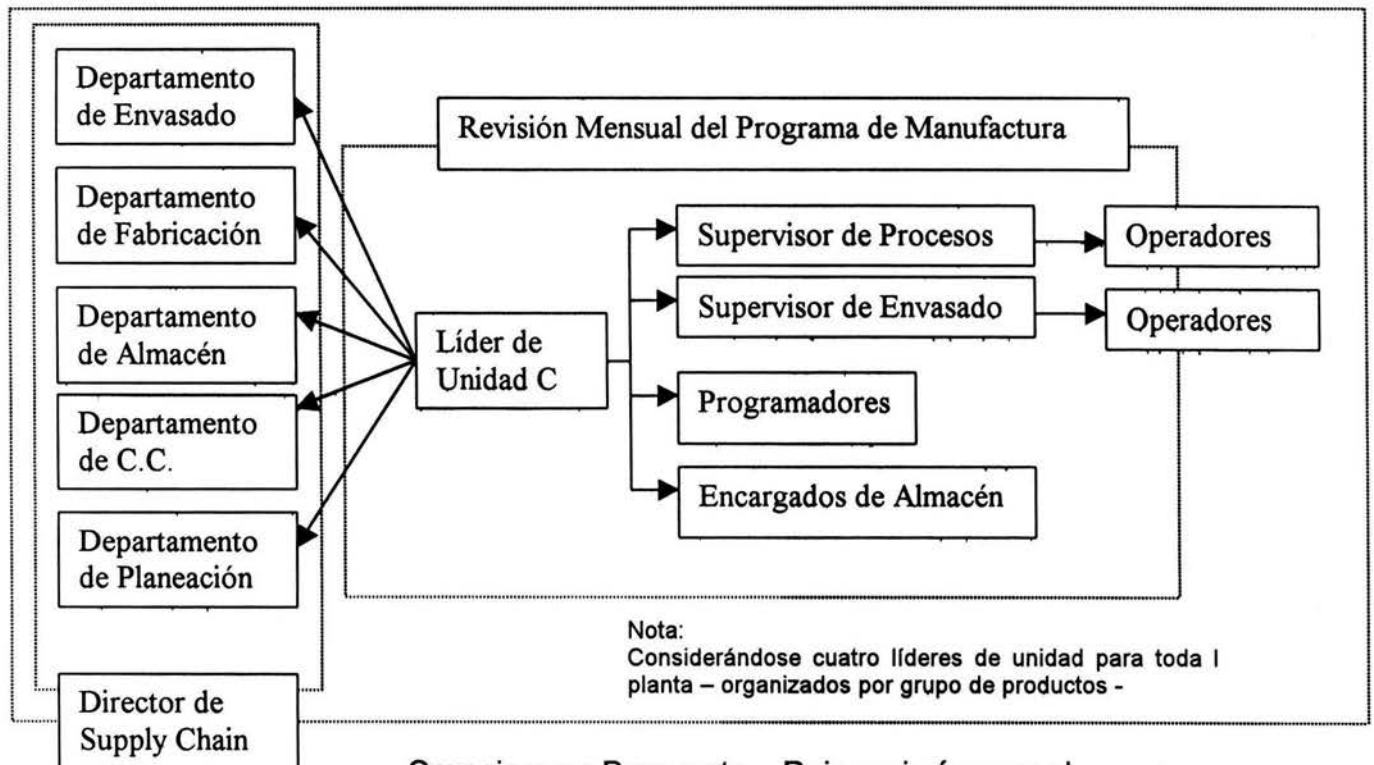 Departamento
de Envasado
Departamento
de Fabricación
Departamento
de Almacén
Departamento
de C.C.
Departamento
de Planeación
Director de
Supply Chain
Revisión Mensual del Programa de Manufactura
Líder de
Unidad C
Supervisor de Procesos
Supervisor de Envasado
Programadores
Encargados de Almacén
Operadores
Operadores
Nota:
Considerándose cuatro líderes de unidad para toda l
planta – organizados por grupo de productos -